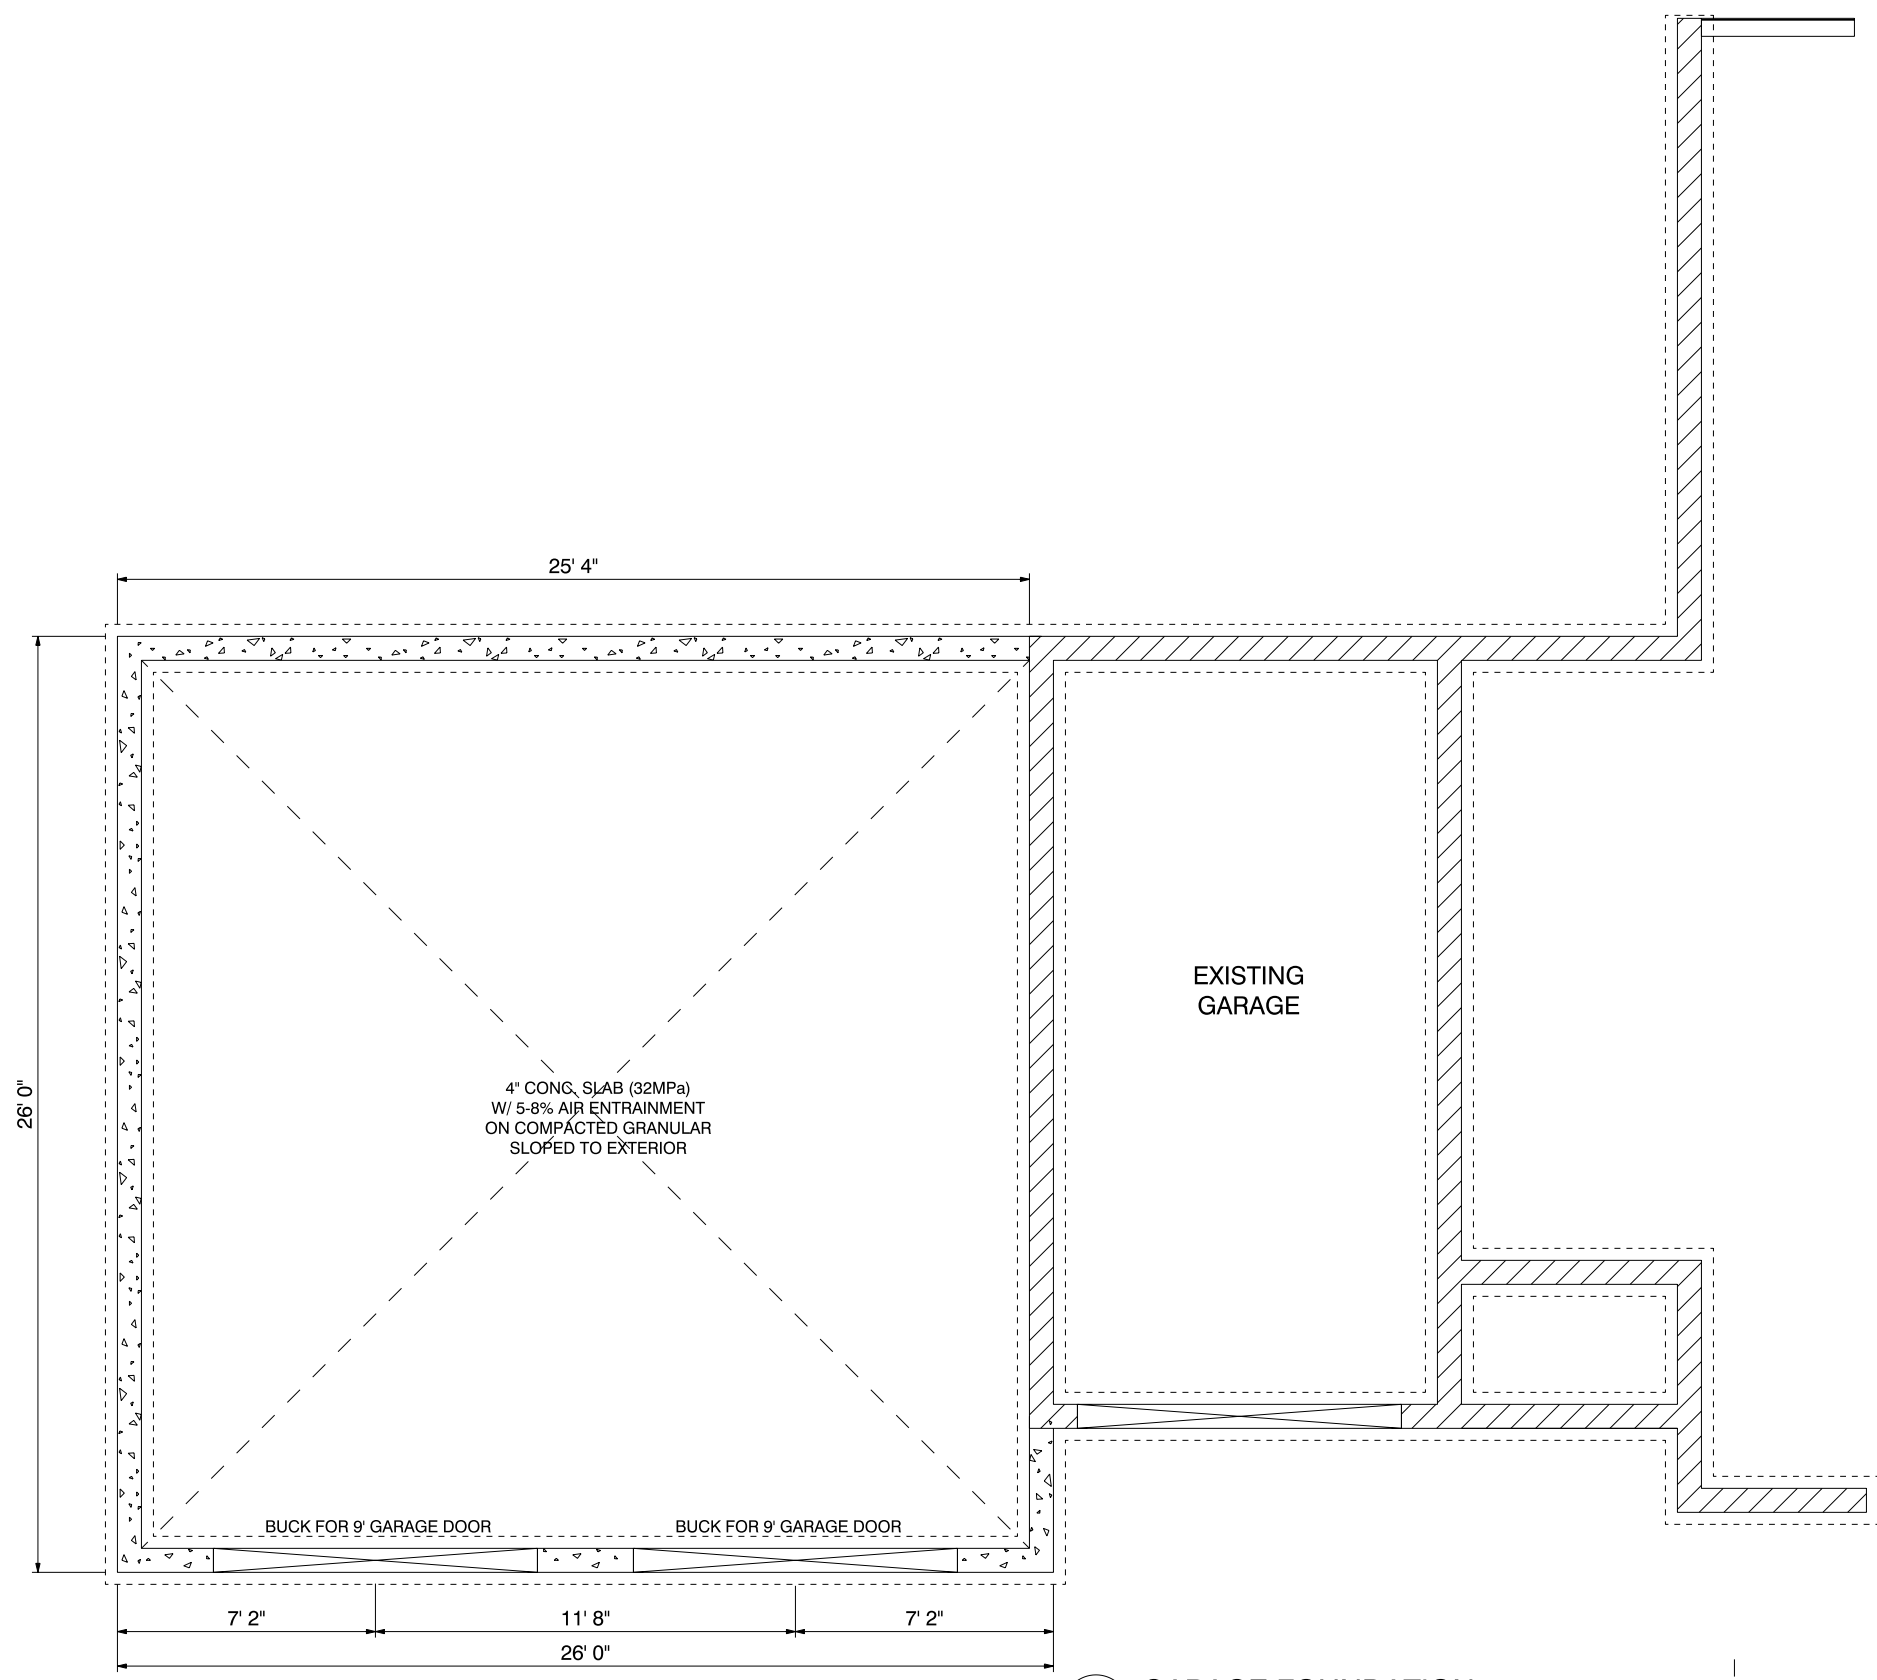 25' 4"
EXISTING
GARAGE
26' 0"
4" CONC. SLAB (32MPa)
W/ 5-8% AIR ENTRAINMENT
ON COMPACTED GRANULAR
SLOPED TO EXTERIOR
BUCK FOR 9' GARAGE DOOR
BUCK FOR 9' GARAGE DOOR
7' 2"
11' 8"
7' 2"
26' 0"
GARAGE FOUNDATION